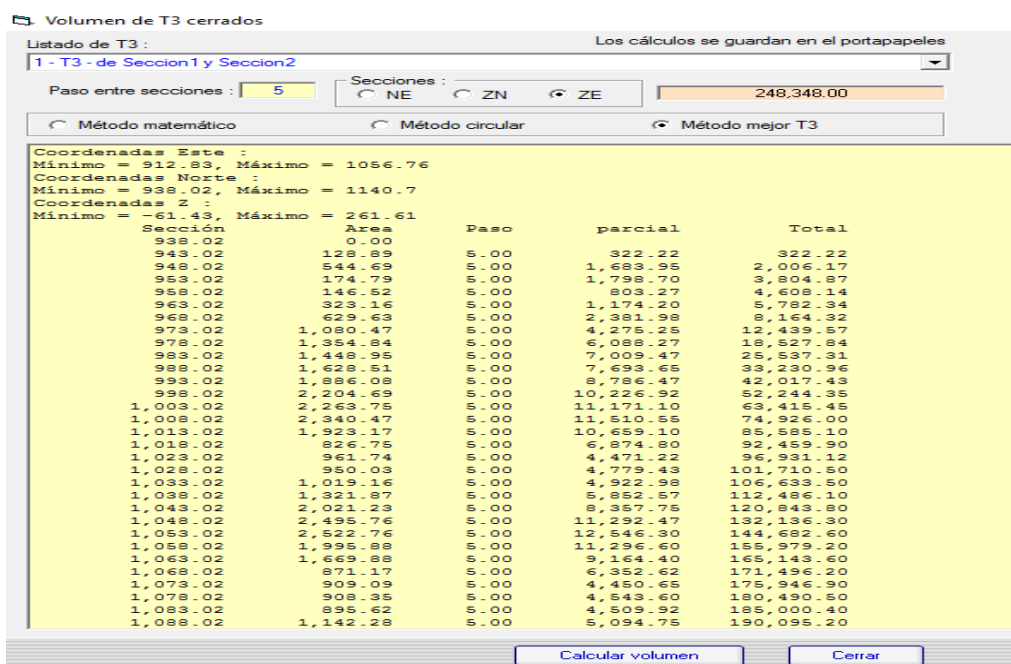 Volumen de T3 cerrados
Listado de T3 : Los cálculos se guardan en el portapapeles
1 - T3 - de Seccion1 y Seccion2
Paso entre secciones : 5 Secciones : NE ZN ZE 248,348.00
Método matemático Método circular Método mejor T3
Coordenadas Este :
Mínimo = 912.83, Máximo = 1056.76
Coordenadas Norte :
Mínimo = 938.02, Máximo = 1140.7
Coordenadas Z :
Mínimo = -61.43, Máximo = 261.61
Sección Area Paso parcial Total
938.02 0.00
943.02 128.89 5.00 322.22 322.22
948.02 544.69 5.00 1,683.95 2,006.17
953.02 174.79 5.00 1,798.70 3,804.87
958.02 146.52 5.00 803.27 4,608.14
963.02 323.16 5.00 1,174.20 5,782.34
968.02 629.63 5.00 2,381.98 8,164.32
973.02 1,080.47 5.00 4,275.25 12,439.57
978.02 1,354.84 5.00 6,088.27 18,527.84
983.02 1,448.95 5.00 7,009.47 25,537.31
988.02 1,628.51 5.00 7,693.65 33,230.96
993.02 1,886.08 5.00 8,786.47 42,017.43
998.02 2,204.69 5.00 10,226.92 52,244.35
1,003.02 2,263.75 5.00 11,171.10 63,415.45
1,008.02 2,340.47 5.00 11,510.55 74,926.00
1,013.02 1,923.17 5.00 10,659.10 85,585.10
1,018.02 826.75 5.00 6,874.80 92,459.90
1,023.02 961.74 5.00 4,471.22 96,931.12
1,028.02 950.03 5.00 4,779.43 101,710.50
1,033.02 1,019.16 5.00 4,922.98 106,633.50
1,038.02 1,321.87 5.00 5,852.57 112,486.10
1,043.02 2,021.23 5.00 8,357.75 120,843.80
1,048.02 2,495.76 5.00 11,292.47 132,136.30
1,053.02 2,522.76 5.00 12,546.30 144,682.60
1,058.02 1,995.88 5.00 11,296.60 155,979.20
1,063.02 1,669.88 5.00 9,164.40 165,143.60
1,068.02 871.17 5.00 6,352.62 171,496.20
1,073.02 909.09 5.00 4,450.65 175,946.90
1,078.02 908.35 5.00 4,543.60 180,490.50
1,083.02 895.62 5.00 4,509.92 185,000.40
1,088.02 1,142.28 5.00 5,094.75 190,095.20
Calcular volumen Cerrar